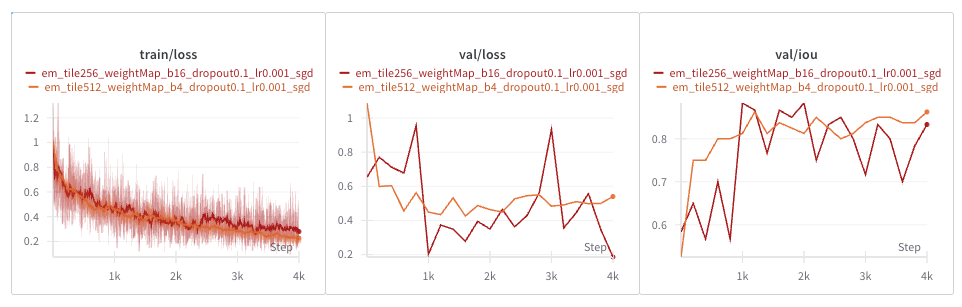 train/loss
em_tile256_weightMap_b16_dropout0.1_lr0.001_sgd
em_tile512_weightMap_b4_dropout0.1_lr0.001_sgd
1.2
1
0.8
0.6
0.4
0.2
Step
1k
2k
3k
4k
val/loss
em_tile256_weightMap_b16_dropout0.1_lr0.001_sgd
em_tile512_weightMap_b4_dropout0.1_lr0.001_sgd
1
0.8
0.6
0.4
0.2
Step
1k
2k
3k
4k
val/iou
em_tile256_weightMap_b16_dropout0.1_lr0.001_sgd
em_tile512_weightMap_b4_dropout0.1_lr0.001_sgd
0.8
0.7
0.6
Step
1k
2k
3k
4k